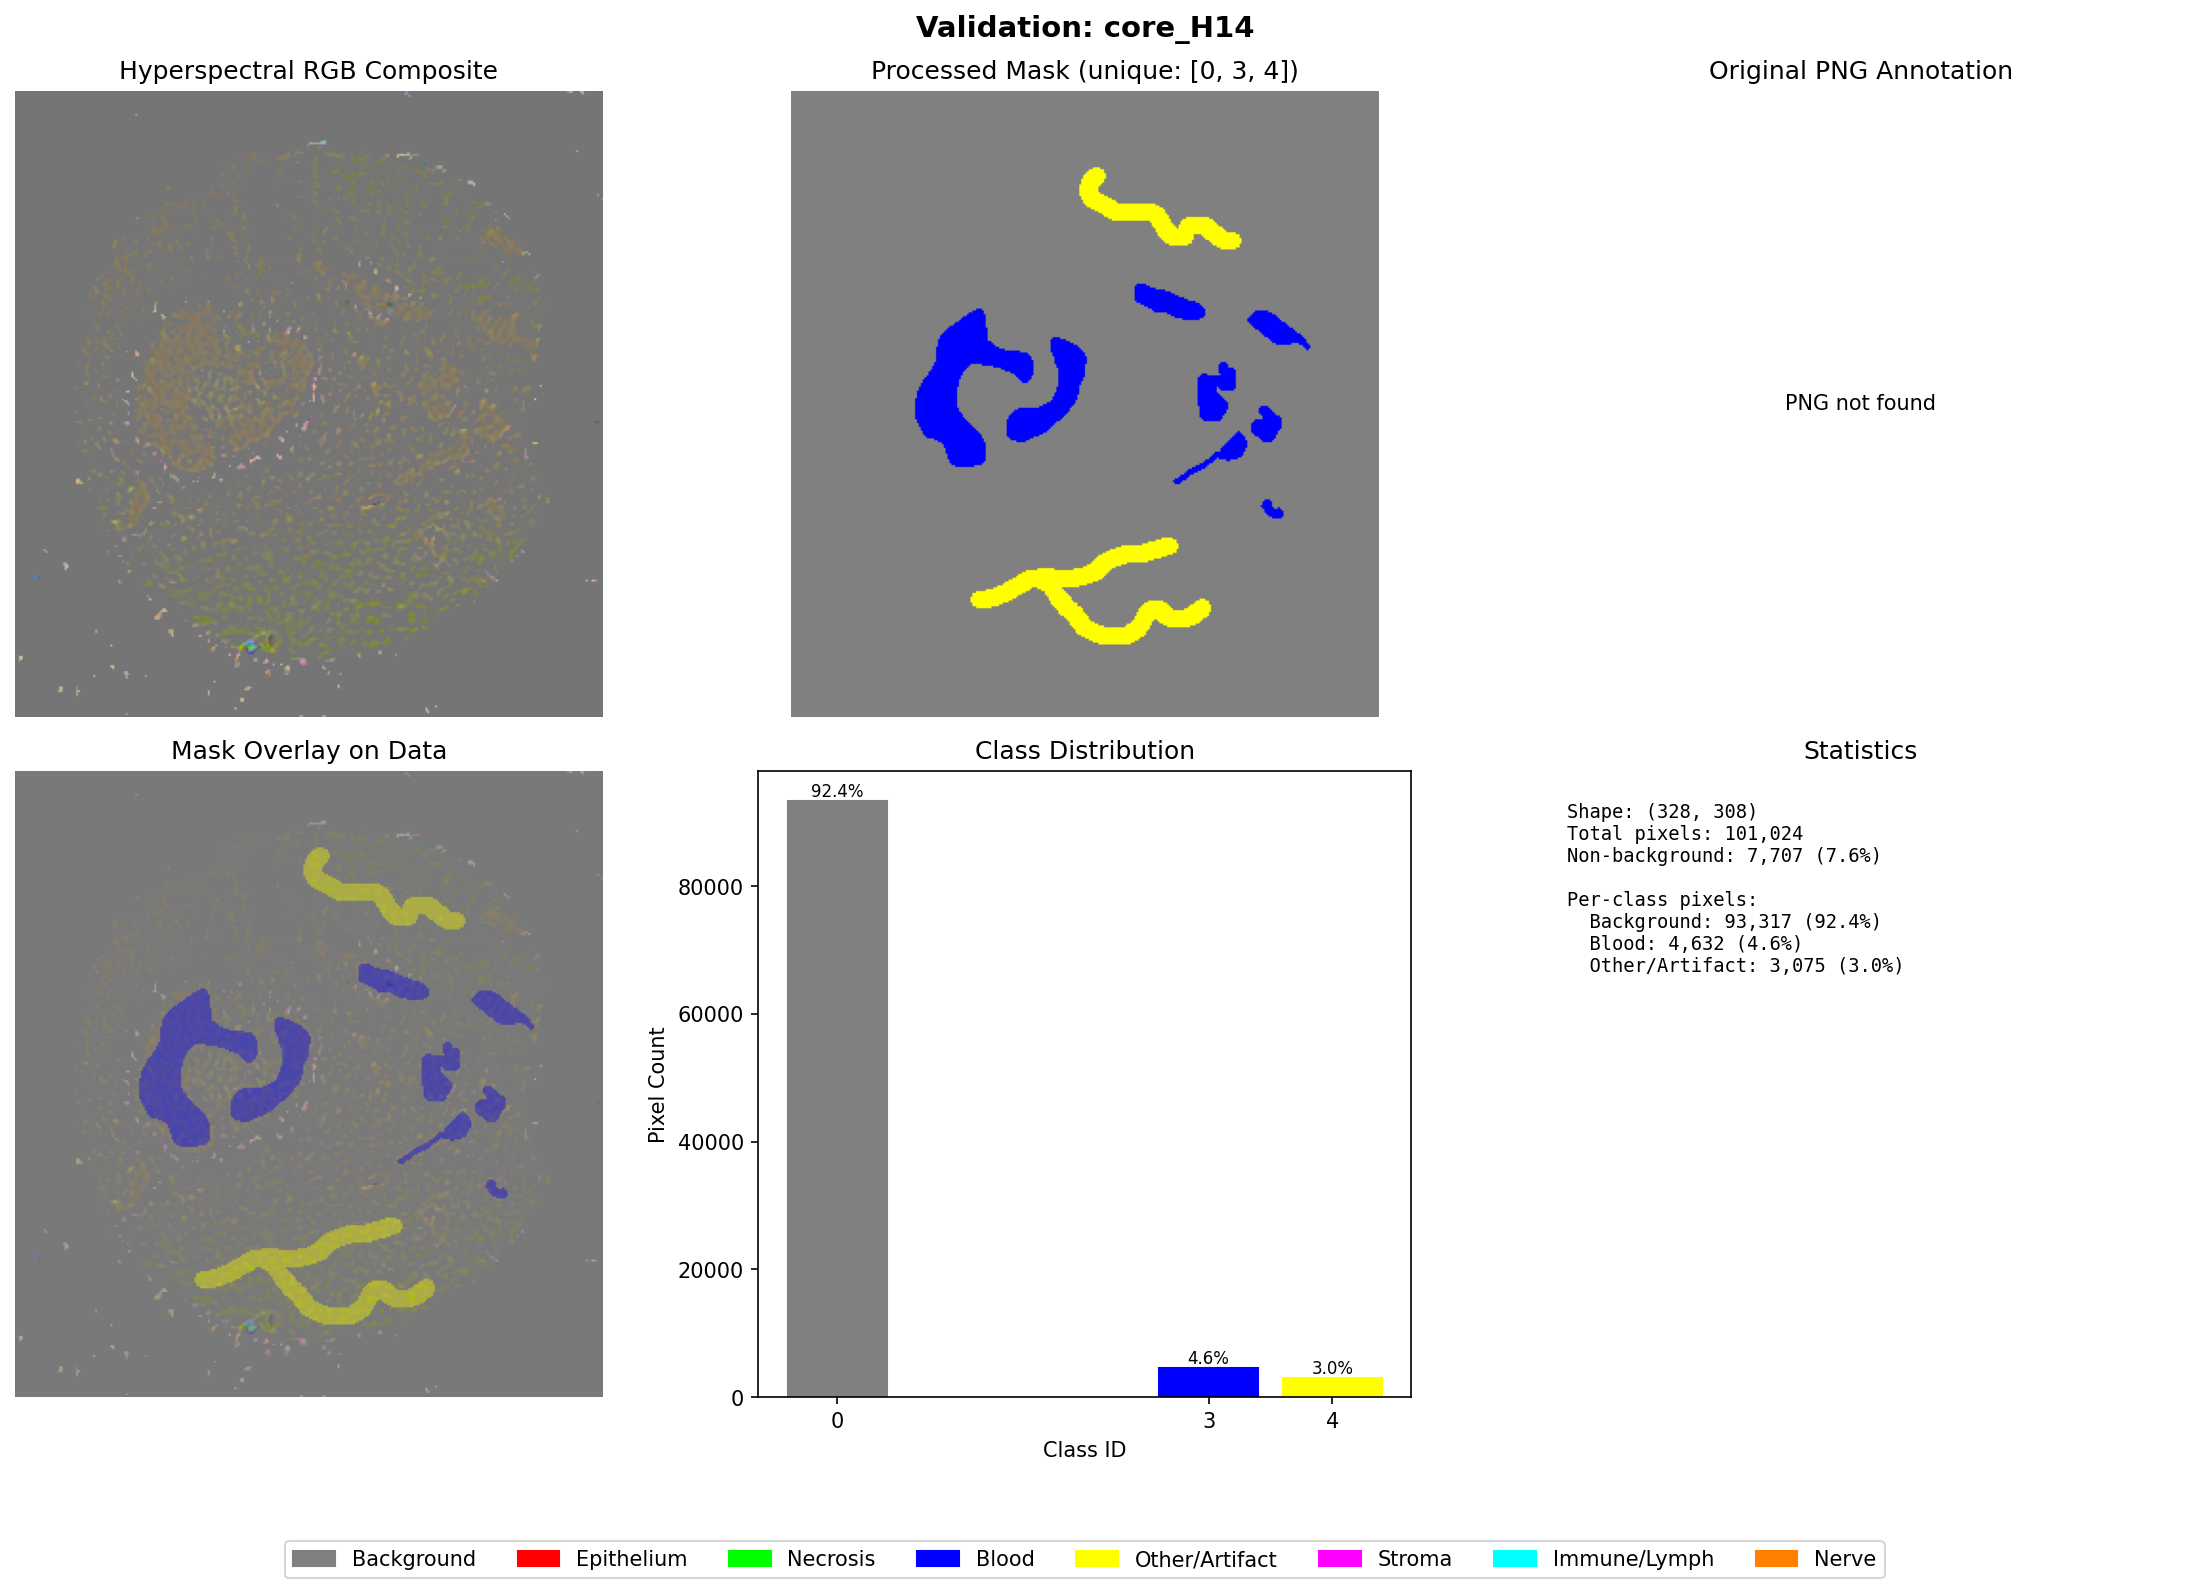 Validation: core_H14
Hyperspectral RGB Composite
Processed Mask (unique: [0, 3, 4])
Original PNG Annotation
PNG not found
Mask Overlay on Data
Class Distribution
92.4%
4.6%
3.0%
80000
60000
40000
20000
0
Pixel Count
0 3 4
Class ID
Statistics
Shape: (328, 308)
Total pixels: 101,024
Non-background: 7,707 (7.6%)
Per-class pixels:
Background: 93,317 (92.4%)
Blood: 4,632 (4.6%)
Other/Artifact: 3,075 (3.0%)
Background Epithelium Necrosis Blood Other/Artifact Stroma Immune/Lymph Nerve